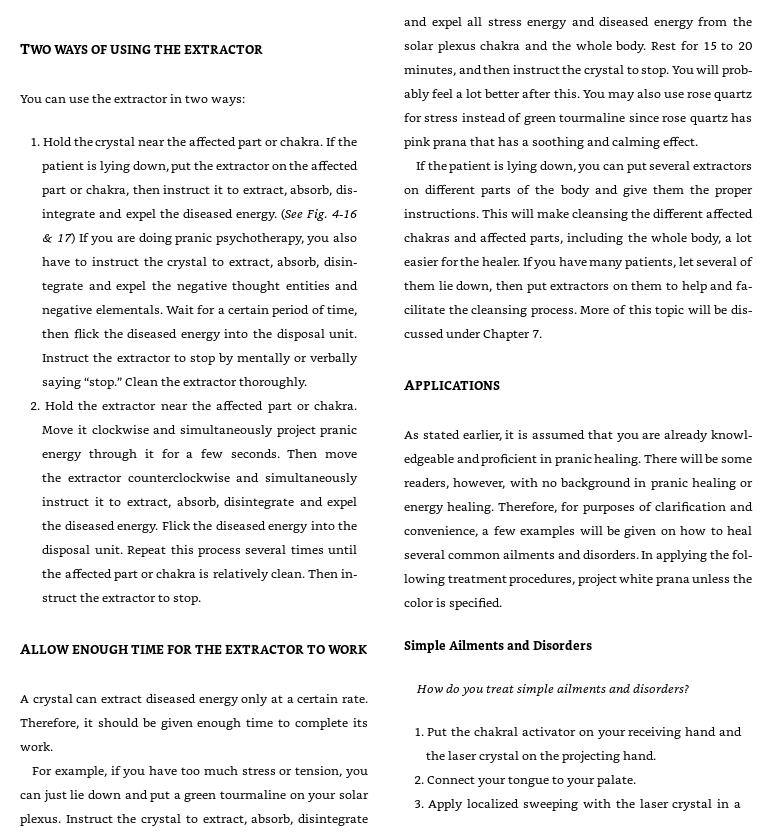 TWO WAYS OF USING THE EXTRACTOR
You can use the extractor in two ways:
1. Hold the crystal near the affected part or chakra. If the
patient is lying down, put the extractor on the affected
part or chakra, then instruct it to extract, absorb, dis-
integrate and expel the diseased energy. (See Fig. 4-16
& 17) If you are doing pranic psychotherapy, you also
have to instruct the crystal to extract, absorb, disin-
tegrate and expel the negative thought entities and
negative elementals. Wait for a certain period of time,
then flick the diseased energy into the disposal unit.
Instruct the extractor to stop by mentally or verbally
saying “stop.” Clean the extractor thoroughly.
2. Hold the extractor near the affected part or chakra.
Move it clockwise and simultaneously project pranic
energy through it for a few seconds. Then move
the extractor counterclockwise and simultaneously
instruct it to extract, absorb, disintegrate and expel
the diseased energy. Flick the diseased energy into the
disposal unit. Repeat this process several times until
the affected part or chakra is relatively clean. Then in-
struct the extractor to stop.
ALLOW ENOUGH TIME FOR THE EXTRACTOR TO WORK
A crystal can extract diseased energy only at a certain rate.
Therefore, it should be given enough time to complete its
work.
For example, if you have too much stress or tension, you
can just lie down and put a green tourmaline on your solar
plexus. Instruct the crystal to extract, absorb, disintegrate
and expel all stress energy and diseased energy from the
solar plexus chakra and the whole body. Rest for 15 to 20
minutes, and then instruct the crystal to stop. You will prob-
ably feel a lot better after this. You may also use rose quartz
for stress instead of green tourmaline since rose quartz has
pink prana that has a soothing and calming effect.
If the patient is lying down, you can put several extractors
on different parts of the body and give them the proper
instructions. This will make cleansing the different affected
chakras and affected parts, including the whole body, a lot
easier for the healer. If you have many patients, let several of
them lie down, then put extractors on them to help and fa-
cilitate the cleansing process. More of this topic will be dis-
cussed under Chapter 7.
APPLICATIONS
As stated earlier, it is assumed that you are already knowl-
edgeable and proficient in pranic healing. There will be some
readers, however, with no background in pranic healing or
energy healing. Therefore, for purposes of clarification and
convenience, a few examples will be given on how to heal
several common ailments and disorders. In applying the fol-
lowing treatment procedures, project white prana unless the
color is specified.
Simple Ailments and Disorders
How do you treat simple ailments and disorders?
1. Put the chakral activator on your receiving hand and
the laser crystal on the projecting hand.
2. Connect your tongue to your palate.
3. Apply localized sweeping with the laser crystal in a